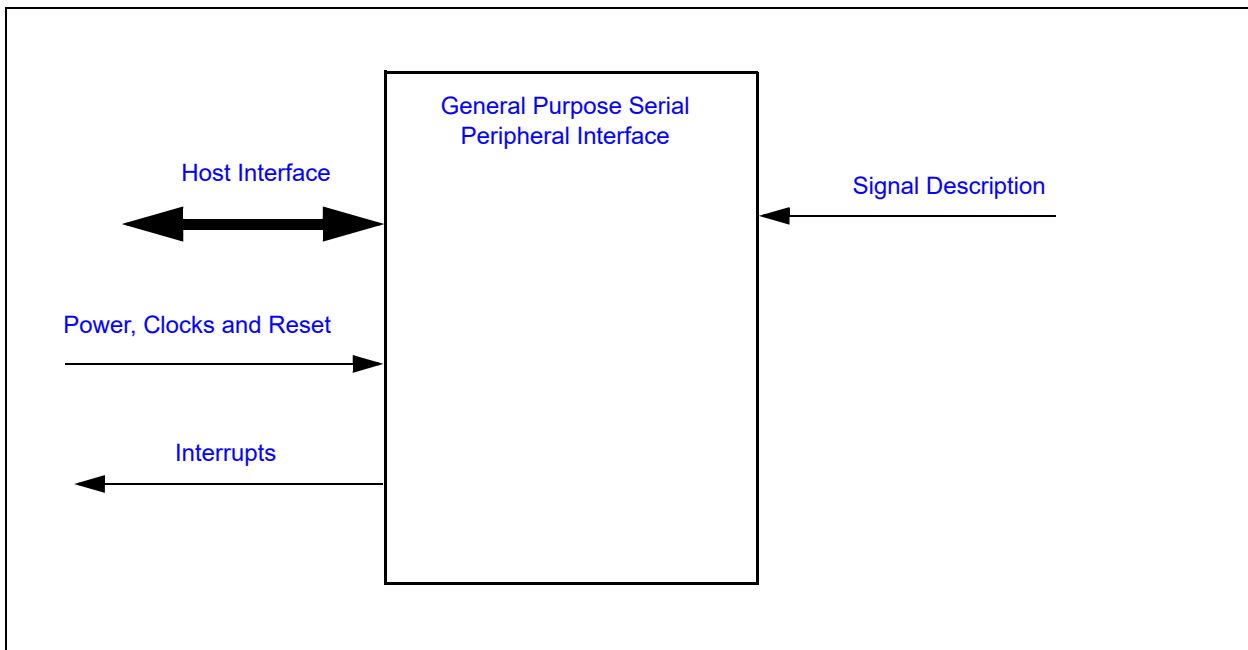 General Purpose Serial
Peripheral Interface
Host Interface
Signal Description
Power, Clocks and Reset
Interrupts